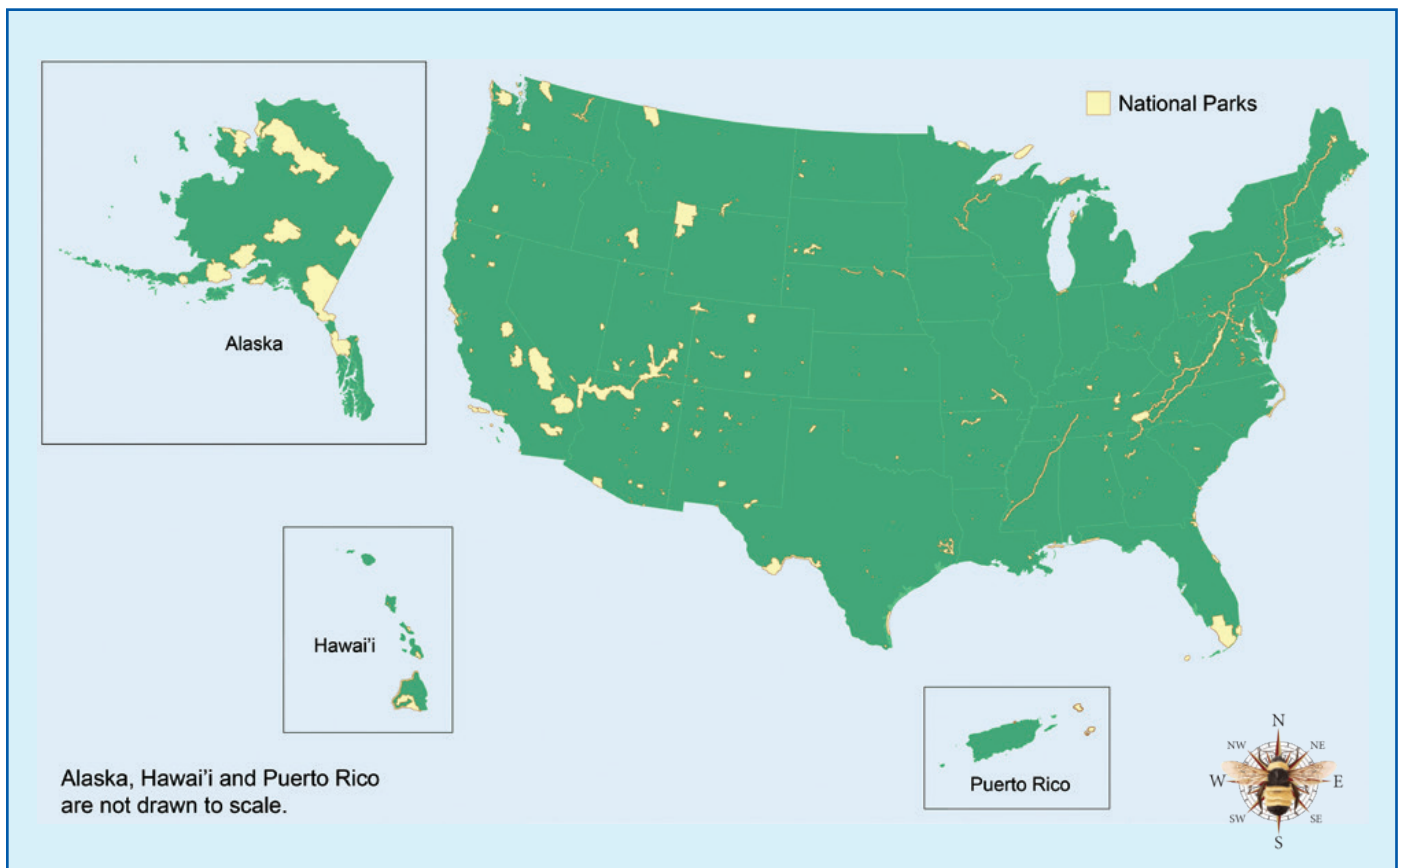 National Parks
Alaska
Hawai'i
Puerto Rico
Alaska, Hawai'i and Puerto Rico
are not drawn to scale.
N
NW
NE
W
E
SW
SE
S